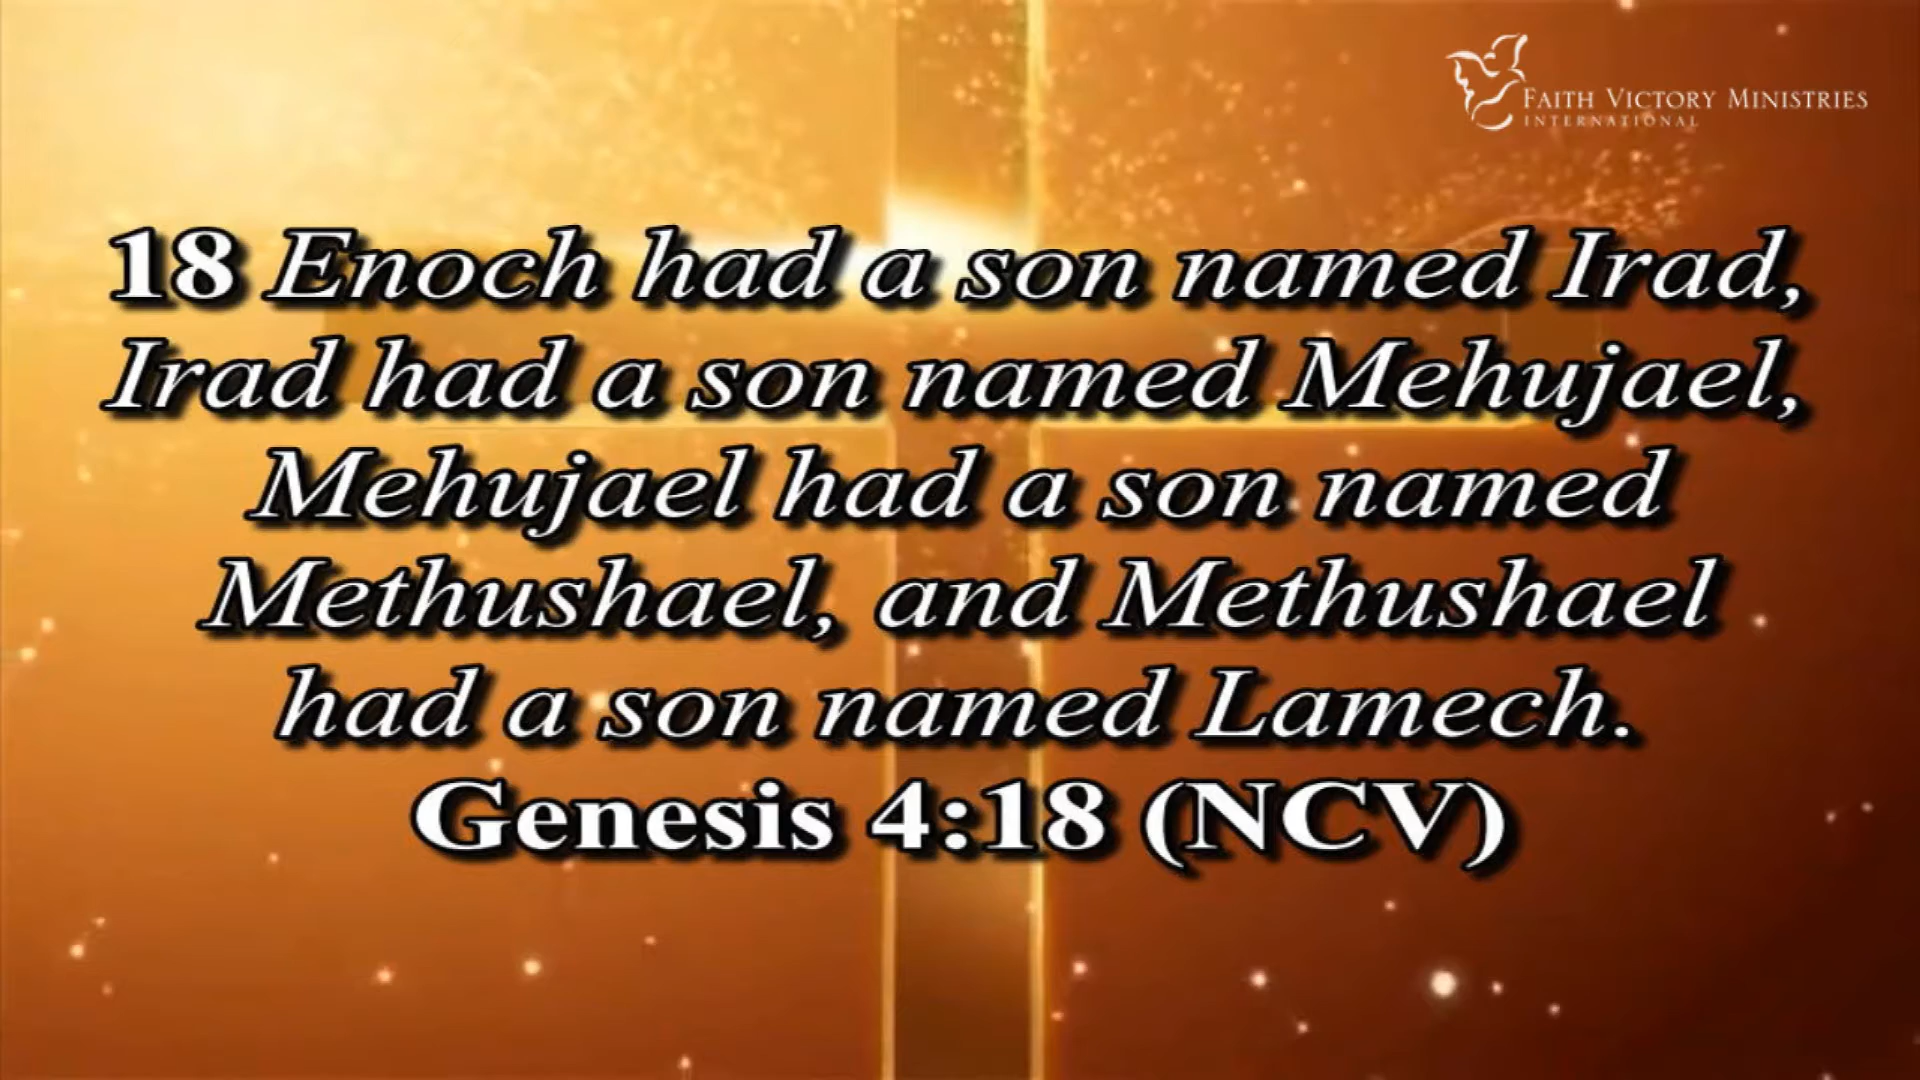 FAITH VICTORY MINISTRIES
INTERNATIONAL
18 Enoch had a son named Irad,
Irad had a son named Mehujael,
Mehujael had a son named
Methushael, and Methushael
had a son named Lamech.
Genesis 4:18 (NCV)